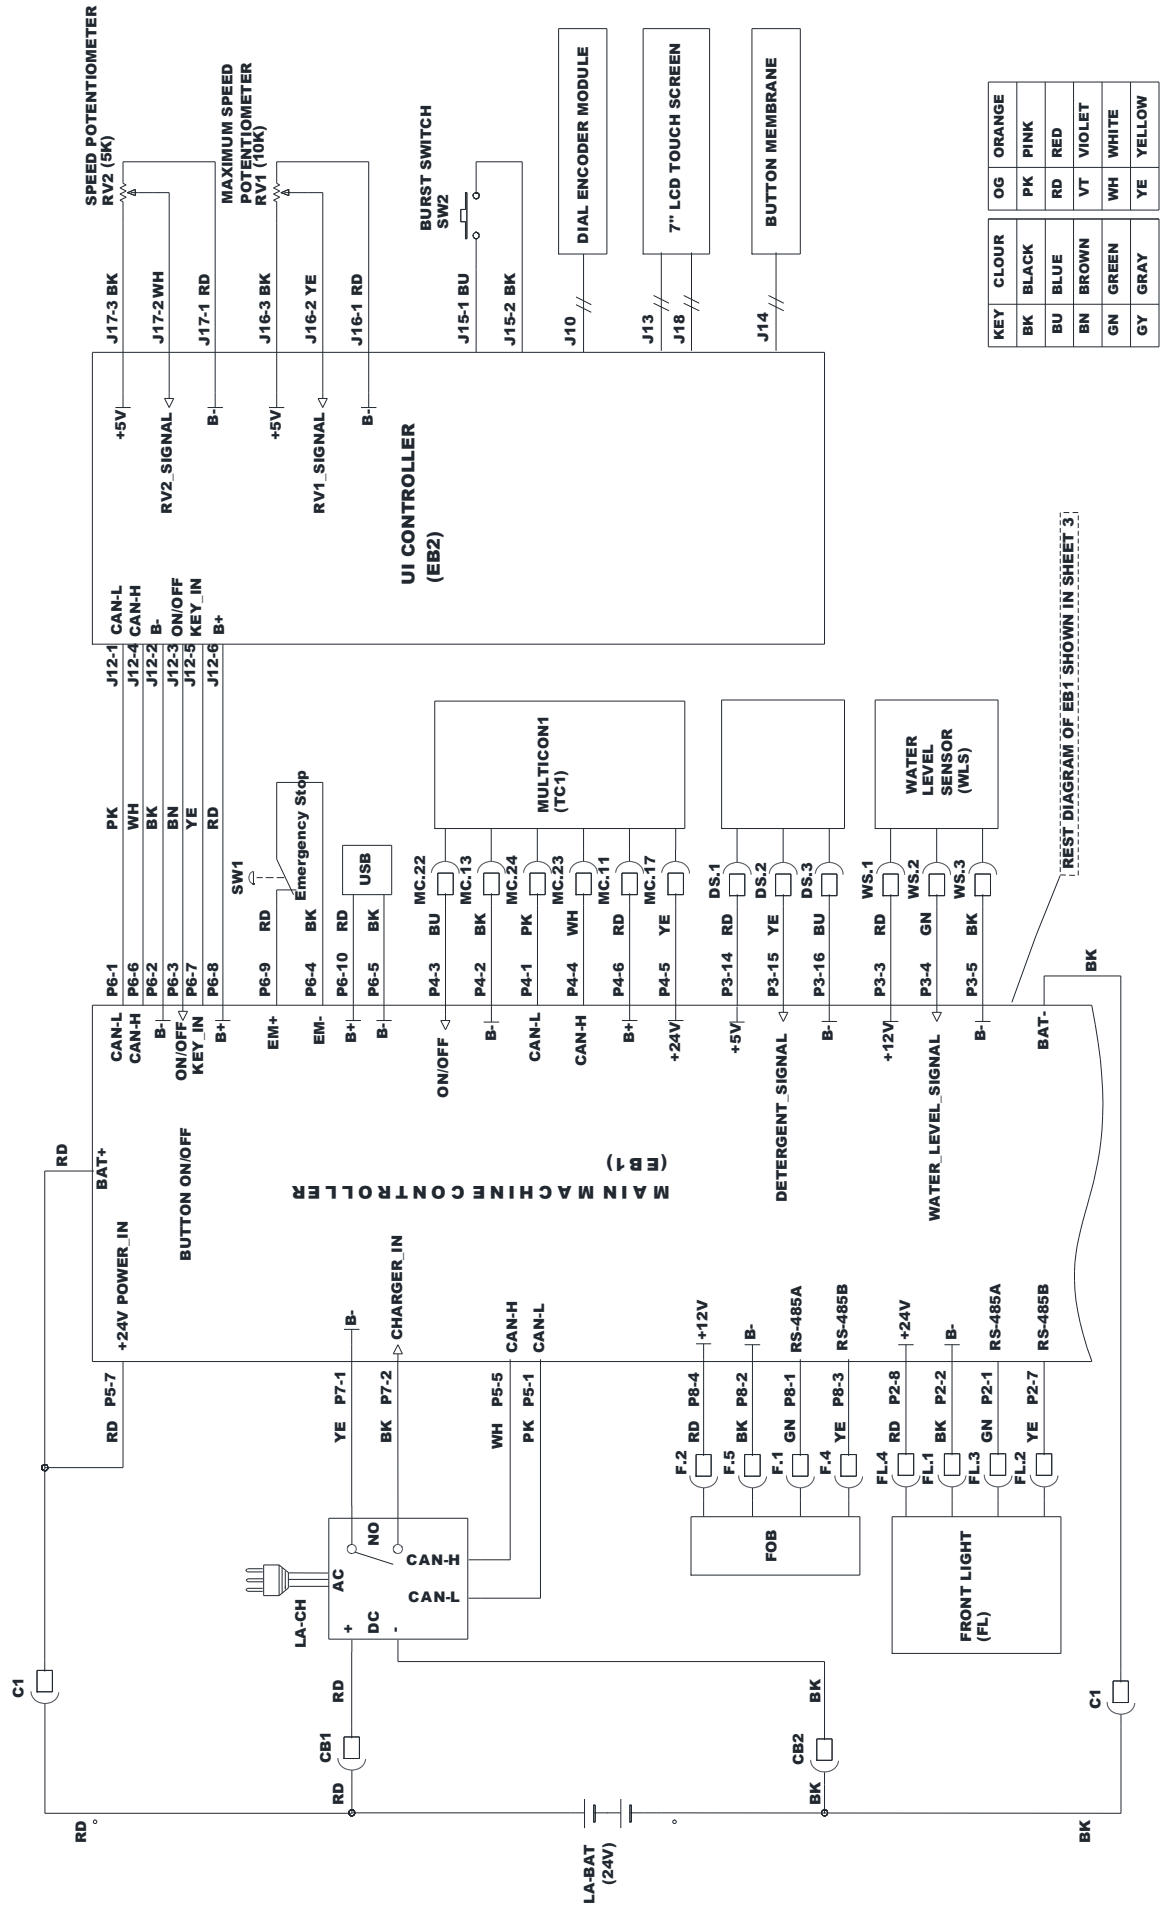 LA-BAT
(24V)
RD
BK
C1
RD
CB1
RD
BK
CB2
BK
C1
LA-CH
+
DC
-
AC
NO
CAN-H
CAN-L
FOB
FRONT LIGHT
(FL)
F.2
F.5
F.1
F.4
FL.4
FL.1
FL.3
FL.2
RD P5-7
YE P7-1
BK P7-2
WH P5-5
PK P5-1
RD P8-4
BK P8-2
GN P8-1
YE P8-3
RD P2-8
BK P2-2
GN P2-1
YE P2-7
+24V POWER_IN
B-
CHARGER_IN
CAN-H
CAN-L
+12V
B-
RS-485A
RS-485B
+24V
B-
RS-485A
RS-485B
RD
BAT+
BUTTON ON/OFF
MAIN MACHINE CONTROLLER
(EB1)
CAN-L
CAN-H
B-
ON/OFF
KEY_IN
B+
EM+
EM-
B+
B-
ON/OFF
B-
CAN-L
CAN-H
B+
+24V
+5V
DETERGENT_SIGNAL
B-
+12V
WATER_LEVEL_SIGNAL
B-
BAT-
BK
P6-1
P6-6
P6-2
P6-3
P6-7
P6-8
P6-9 RD
P6-4 BK
P6-10 RD
P6-5 BK
P4-3 BU MC.22
P4-2 BK MC.13
P4-1 PK MC.24
P4-4 WH MC.23
P4-6 RD MC.11
P4-5 YE MC.17
P3-14 RD DS.1
P3-15 YE DS.2
P3-16 BU DS.3
P3-3 RD WS.1
P3-4 GN WS.2
P3-5 BK WS.3
SW1
Emergency Stop
USB
PK
WH
BK
BN
YE
RD
MULTICON1
(TC1)
WATER
LEVEL
SENSOR
(WLS)
REST DIAGRAM OF EB1 SHOWN IN SHEET 3
J12-1 CAN-L
J12-4 CAN-H
J12-2 B-
J12-3 ON/OFF
J12-5 KEY_IN
J12-6 B+
UI CONTROLLER
(EB2)
+5V
RV2_SIGNAL
B-
+5V
RV1_SIGNAL
B-
J17-3 BK
J17-2 WH
J17-1 RD
J16-3 BK
J16-2 YE
J16-1 RD
J15-1 BU
J15-2 BK
J10
J13
J18
J14
SPEED POTENTIOMETER
RV2 (5K)
MAXIMUM SPEED
POTENTIOMETER
RV1 (10K)
BURST SWITCH
SW2
DIAL ENCODER MODULE
7" LCD TOUCH SCREEN
BUTTON MEMBRANE
KEY CLOUR OG ORANGE
BK BLACK PK PINK
BU BLUE RD RED
BN BROWN VT VIOLET
GN GREEN WH WHITE
GY GRAY YE YELLOW